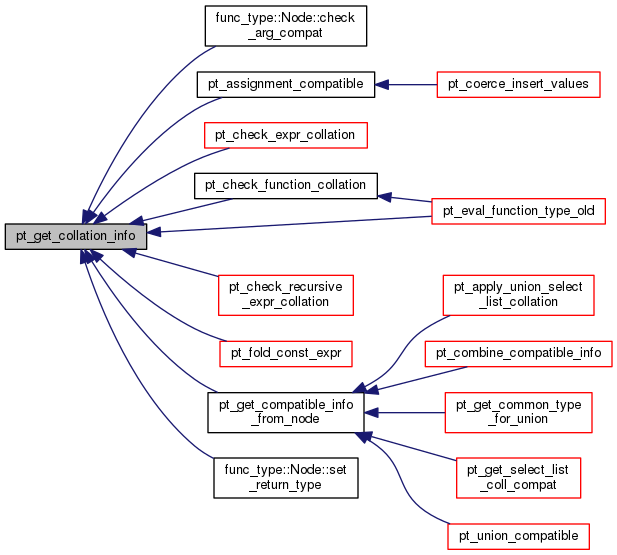 func_type::Node::check
_arg_compat
pt_assignment_compatible
pt_coerce_insert_values
pt_check_expr_collation
pt_check_function_collation
pt_eval_function_type_old
pt_get_collation_info
pt_check_recursive
_expr_collation
pt_apply_union_select
_list_collation
pt_fold_const_expr
pt_combine_compatible_info
pt_get_compatible_info
_from_node
pt_get_common_type
_for_union
func_type::Node::set
_return_type
pt_get_select_list
_coll_compat
pt_union_compatible